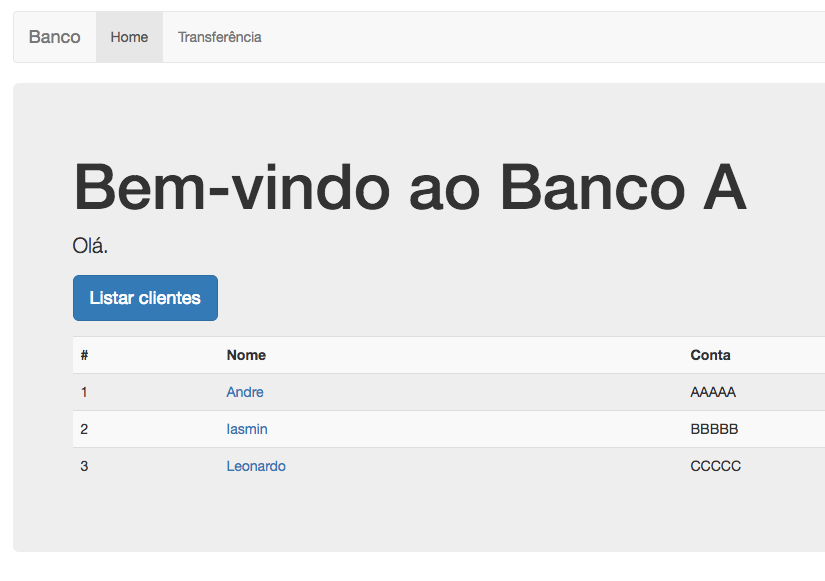 Banco Home Transferência
Bem-vindo ao Banco A
Olá.
Listar clientes
# Nome Conta
1 Andre AAAAA
2 Iasmin BBBBB
3 Leonardo CCCCC